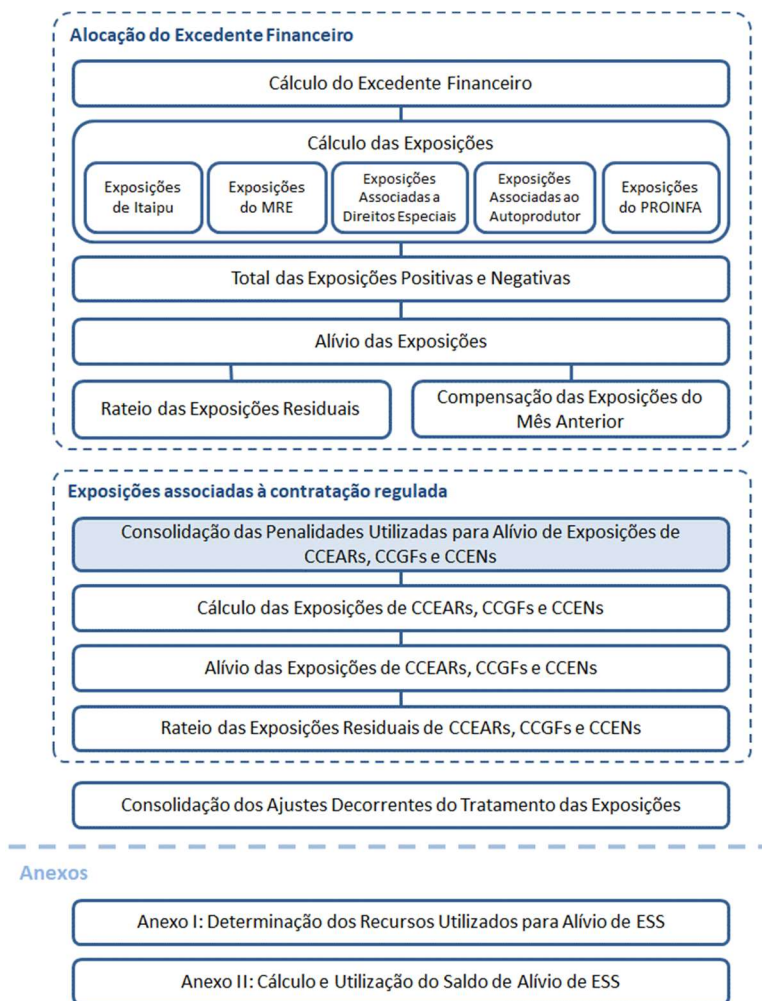 Alocação do Excedente Financeiro
Cálculo do Excedente Financeiro
Cálculo das Exposições
Exposições
de Itaipu
Exposições
do MRE
Exposições
Associadas a
Direitos Especiais
Exposições
Associadas ao
Autoprodutor
Exposições
do PROINFA
Total das Exposições Positivas e Negativas
Alívio das Exposições
Rateio das Exposições Residuais
Compensação das Exposições do
Mês Anterior
Exposições associadas à contratação regulada
Consolidação das Penalidades Utilizadas para Alívio de Exposições de
CCEARs, CCGFs e CCENs
Cálculo das Exposições de CCEARs, CCGFs e CCENs
Alívio das Exposições de CCEARs, CCGFs e CCENs
Rateio das Exposições Residuais de CCEARs, CCGFs e CCENs
Consolidação dos Ajustes Decorrentes do Tratamento das Exposições
Anexos
Anexo I: Determinação dos Recursos Utilizados para Alívio de ESS
Anexo II: Cálculo e Utilização do Saldo de Alívio de ESS